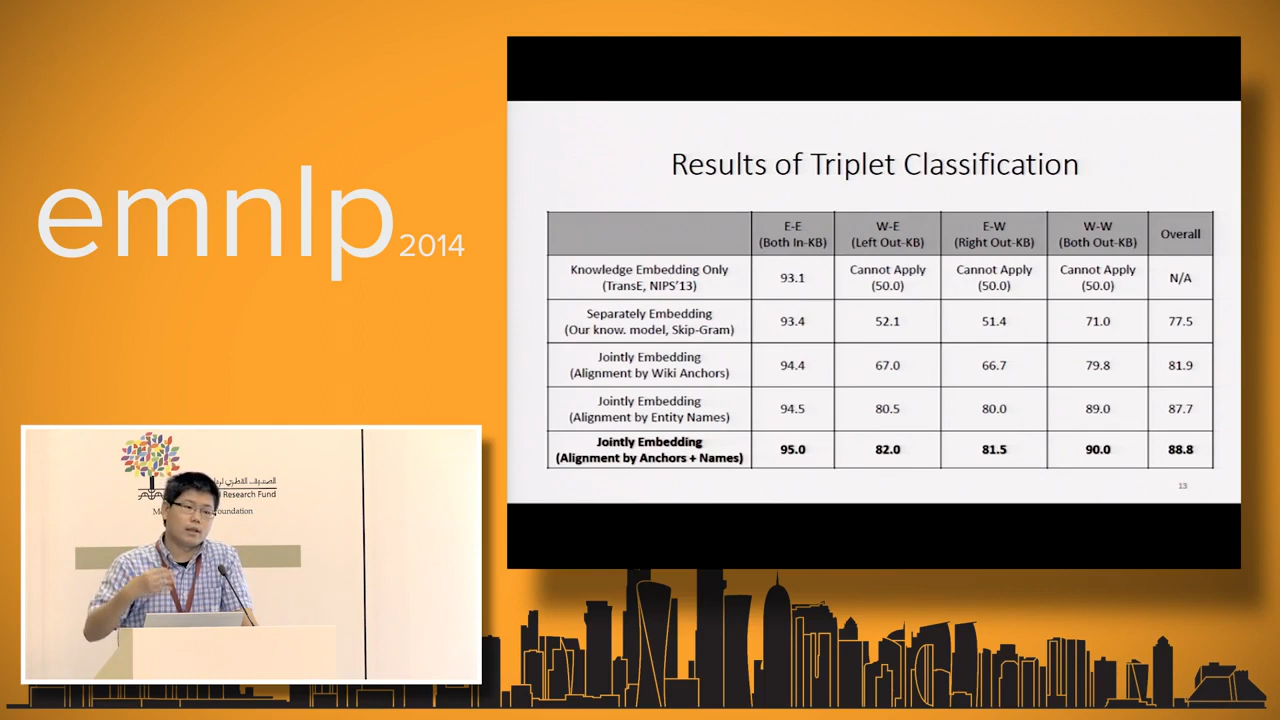 emnlp 2014
Results of Triplet Classification
E-E (Both In-KB) W-E (Left Out-KB) E-W (Right Out-KB) W-W (Both Out-KB) Overall
Knowledge Embedding Only (TransE, NIPS'13) 93.1 Cannot Apply (50.0) Cannot Apply (50.0) Cannot Apply (50.0) N/A
Separately Embedding (Our know. model, Skip-Gram) 93.4 52.1 51.4 71.0 77.5
Jointly Embedding (Alignment by Wiki Anchors) 94.4 67.0 66.7 79.8 81.9
Jointly Embedding (Alignment by Entity Names) 94.5 80.5 80.0 89.0 87.7
Jointly Embedding (Alignment by Anchors + Names) 95.0 82.0 81.5 90.0 88.8
13
Research Fund